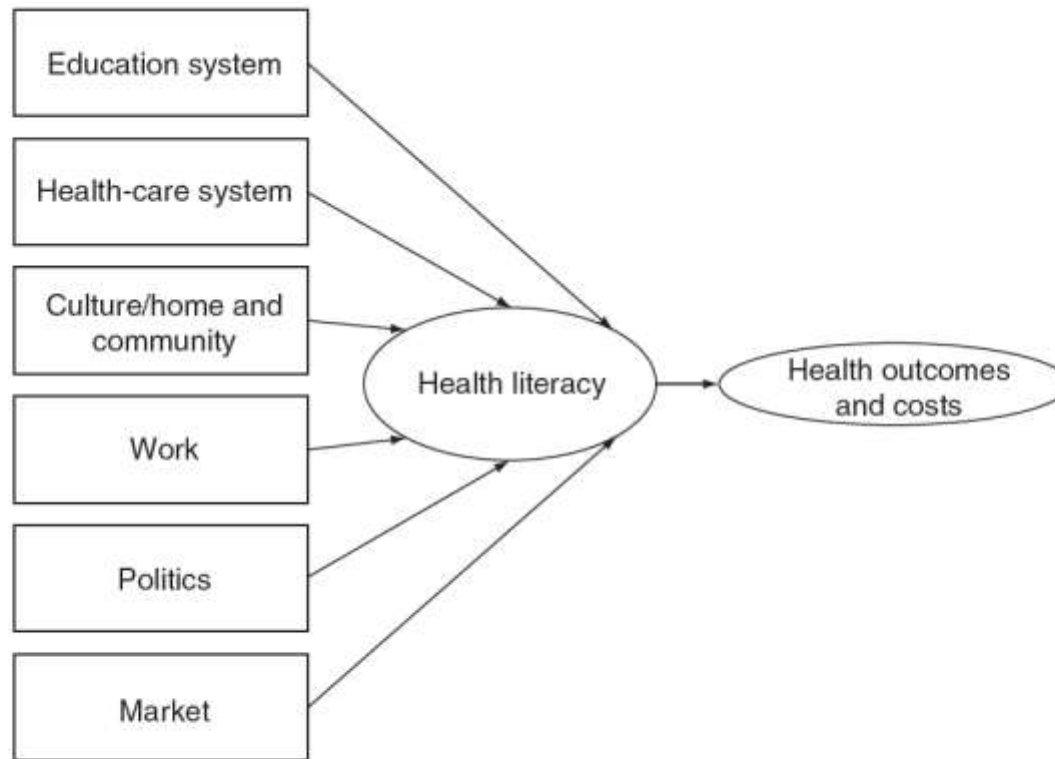 Education system
Health-care system
Culture/home and
community
Work
Politics
Market
Health literacy
Health outcomes
and costs